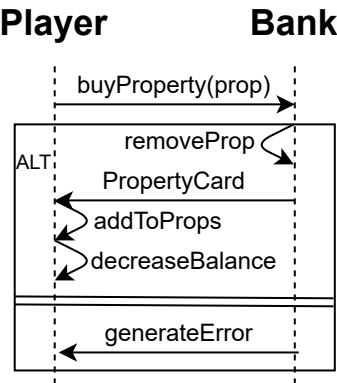 Player Bank
buyProperty(prop)
removeProp
ALT
PropertyCard
addToProps
decreaseBalance
generateError